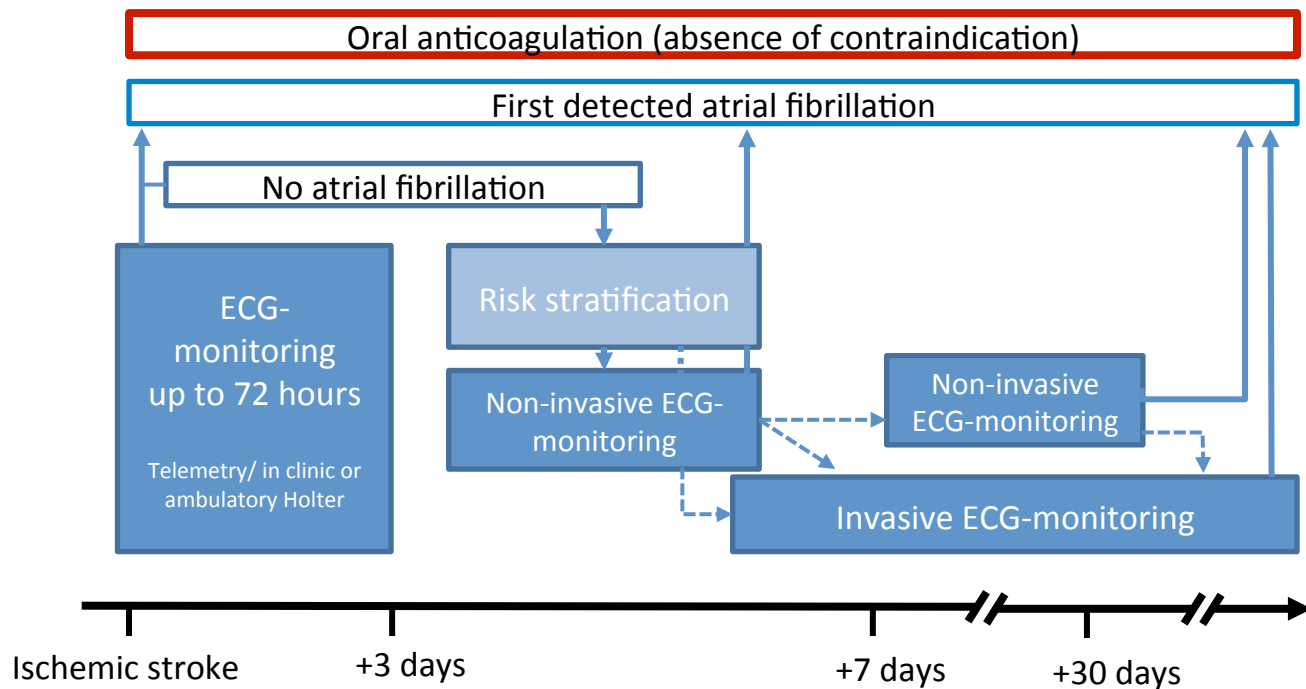 Oral anticoagulation (absence of contraindication)
First detected atrial fibrillation
No atrial fibrillation
ECG-
monitoring
up to 72 hours
Telemetry/ in clinic or
ambulatory Holter
Risk stratification
Non-invasive ECG-
monitoring
Non-invasive
ECG-monitoring
Invasive ECG-monitoring
Ischemic stroke
+3 days
+7 days
+30 days